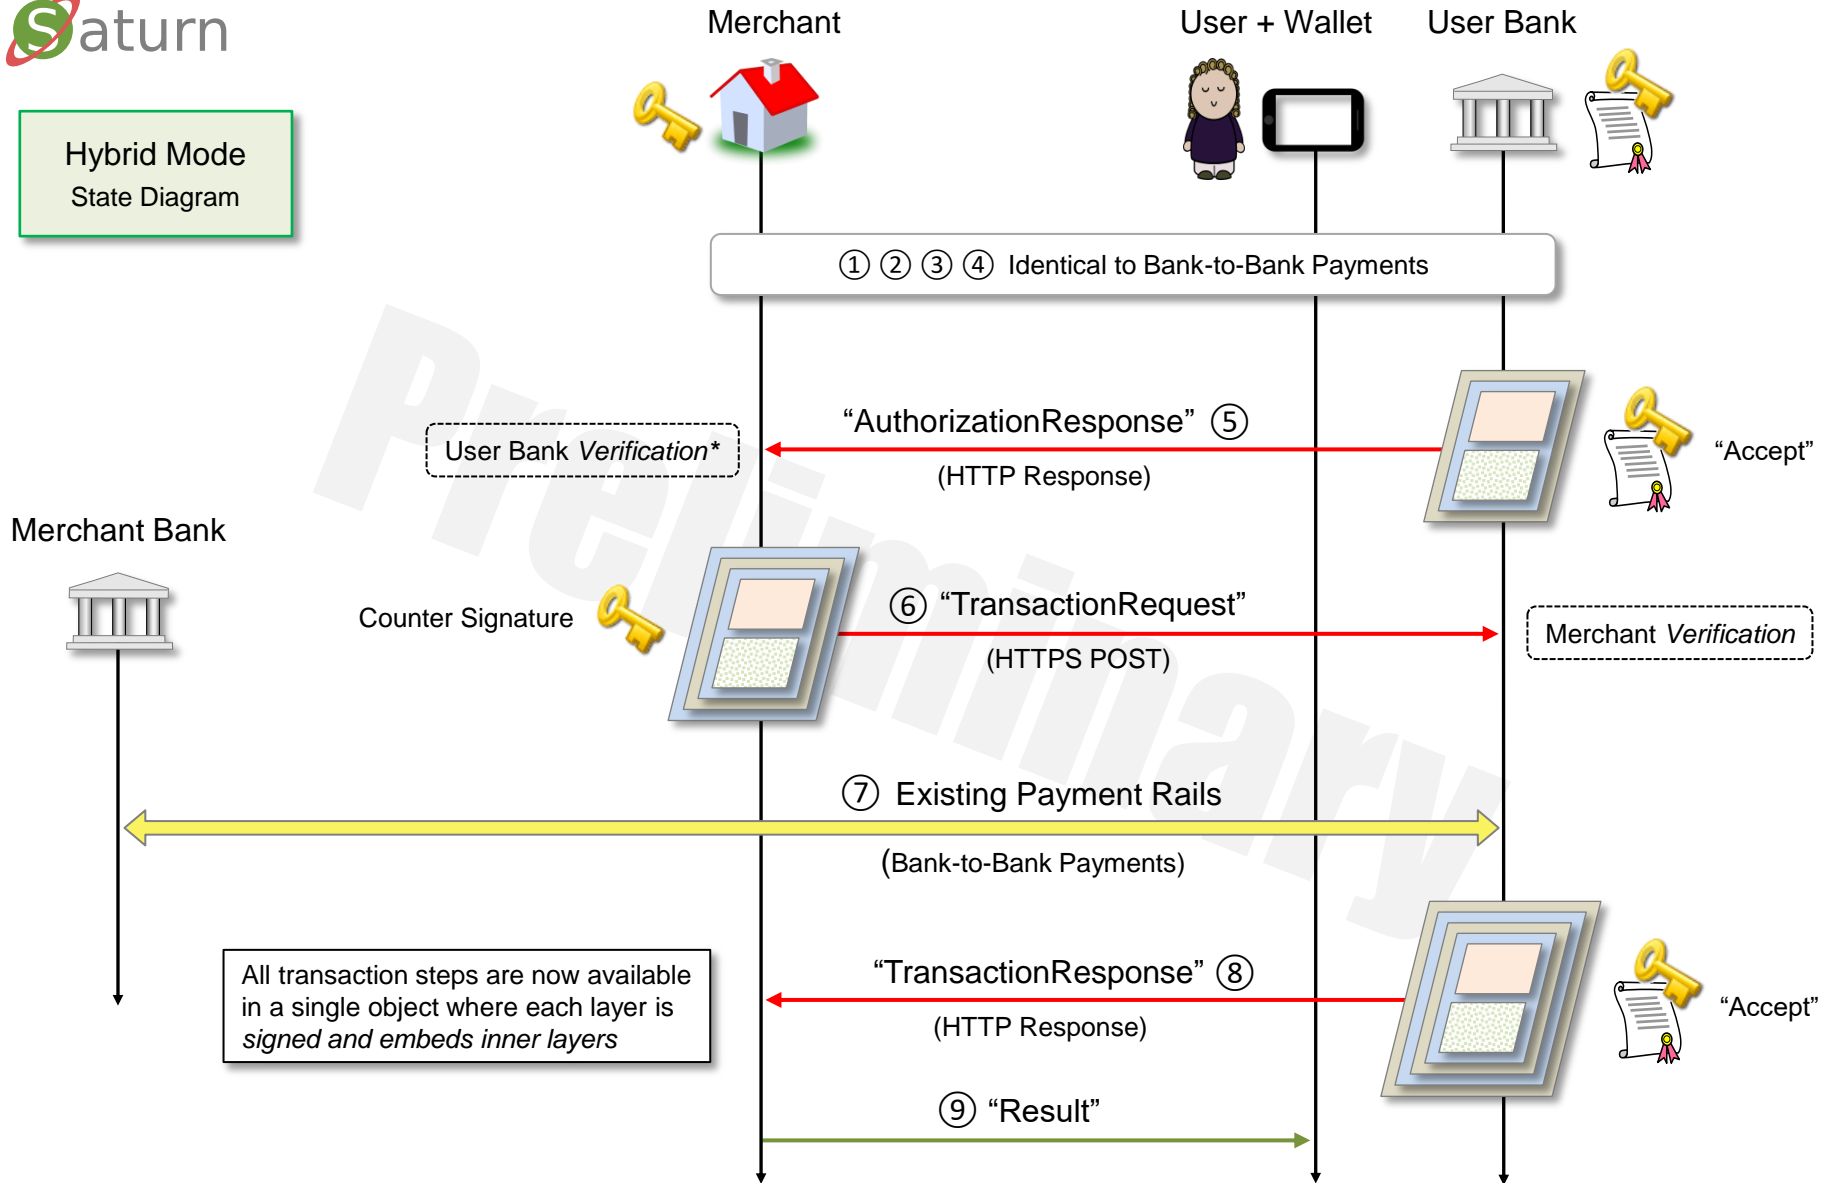 Saturn
Merchant
User + Wallet
User Bank
Hybrid Mode
State Diagram
① ② ③ ④ Identical to Bank-to-Bank Payments
“AuthorizationResponse” ⑤
(HTTP Response)
User Bank Verification*
“Accept”
Merchant Bank
Counter Signature
⑥ “TransactionRequest”
(HTTPS POST)
Merchant Verification
⑦ Existing Payment Rails
(Bank-to-Bank Payments)
All transaction steps are now available
in a single object where each layer is
signed and embeds inner layers
“TransactionResponse” ⑧
(HTTP Response)
“Accept”
⑨ “Result”
Preliminary